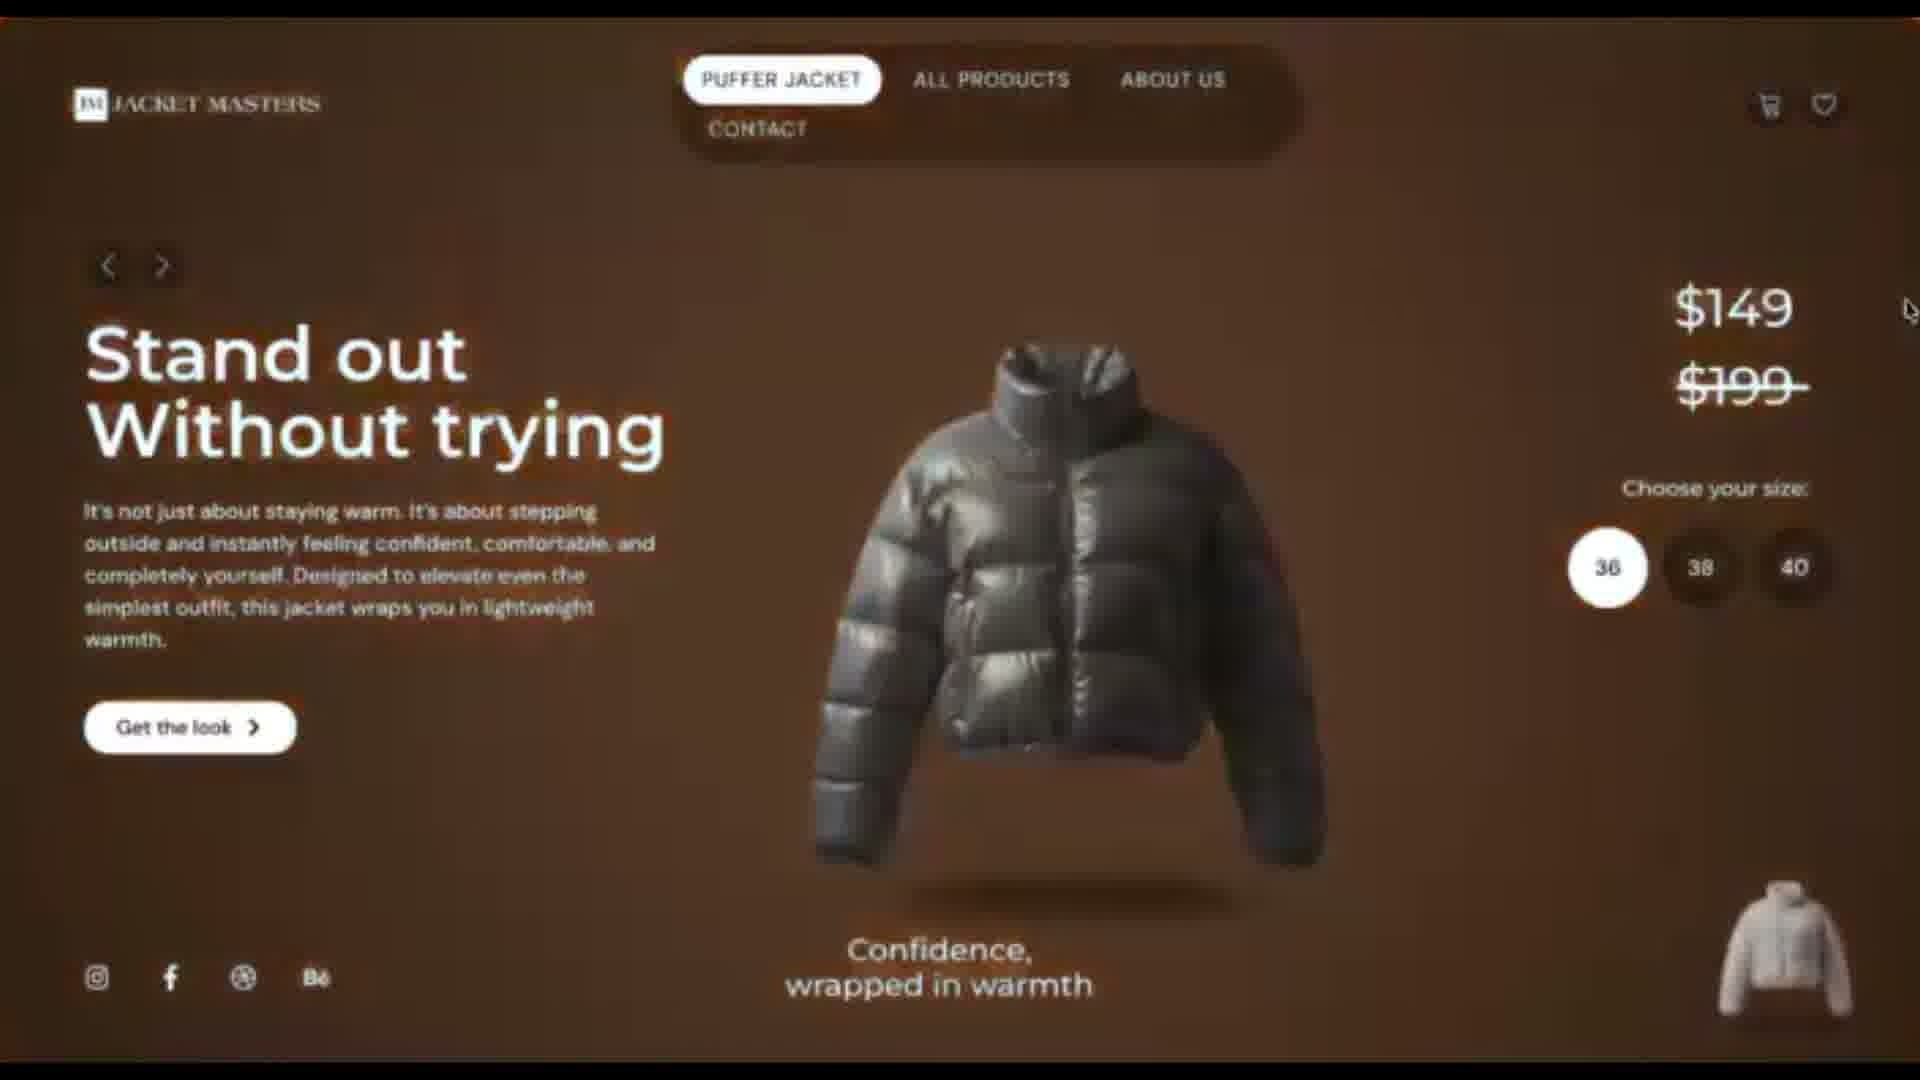 JM JACKET MASTERS
PUFFER JACKET ALL PRODUCTS ABOUT US
CONTACT
Stand out
Without trying
It's not just about staying warm. It's about stepping
outside and instantly feeling confident, comfortable, and
completely yourself. Designed to elevate even the
simplest outfit, this jacket wraps you in lightweight
warmth.
Get the look
$149
$199
Choose your size:
36 38 40
Confidence,
wrapped in warmth
Bē